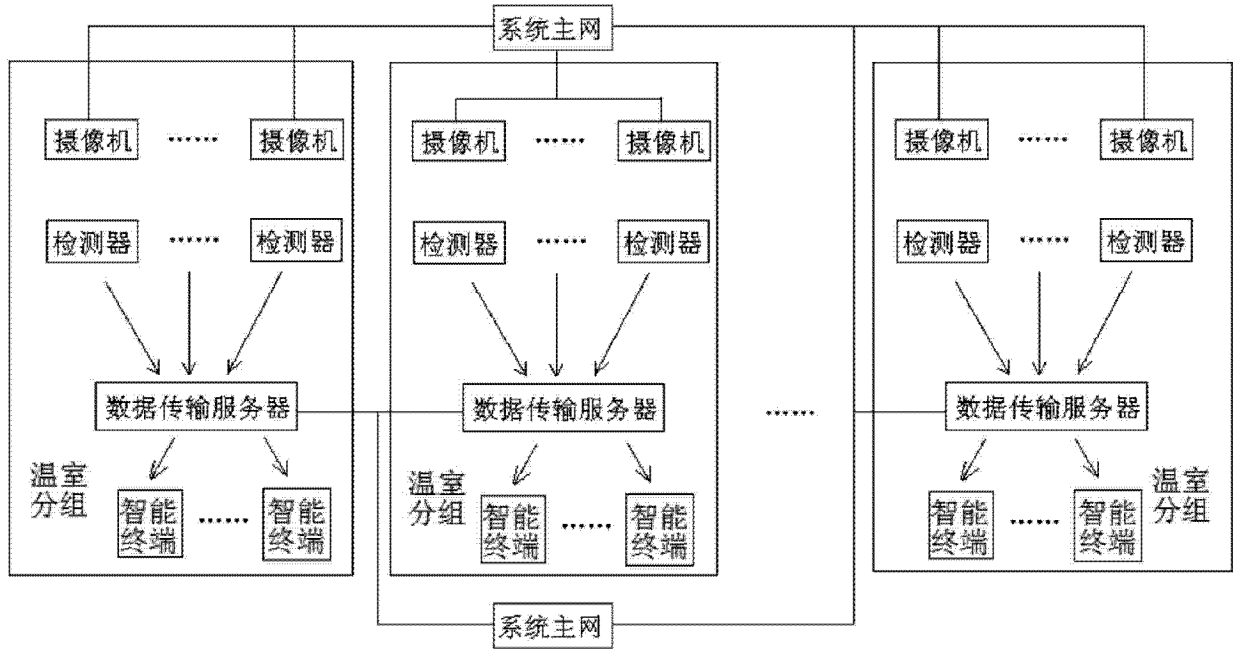 系统主网
摄像机 …… 摄像机 摄像机 …… 摄像机 摄像机 …… 摄像机
检测器 …… 检测器 检测器 …… 检测器 检测器 …… 检测器
数据传输服务器 数据传输服务器 …… 数据传输服务器
温室
分组
智能
终端
……
智能
终端
温室
分组
智能
终端
……
智能
终端
智能
终端
……
智能
终端
温室
分组
系统主网